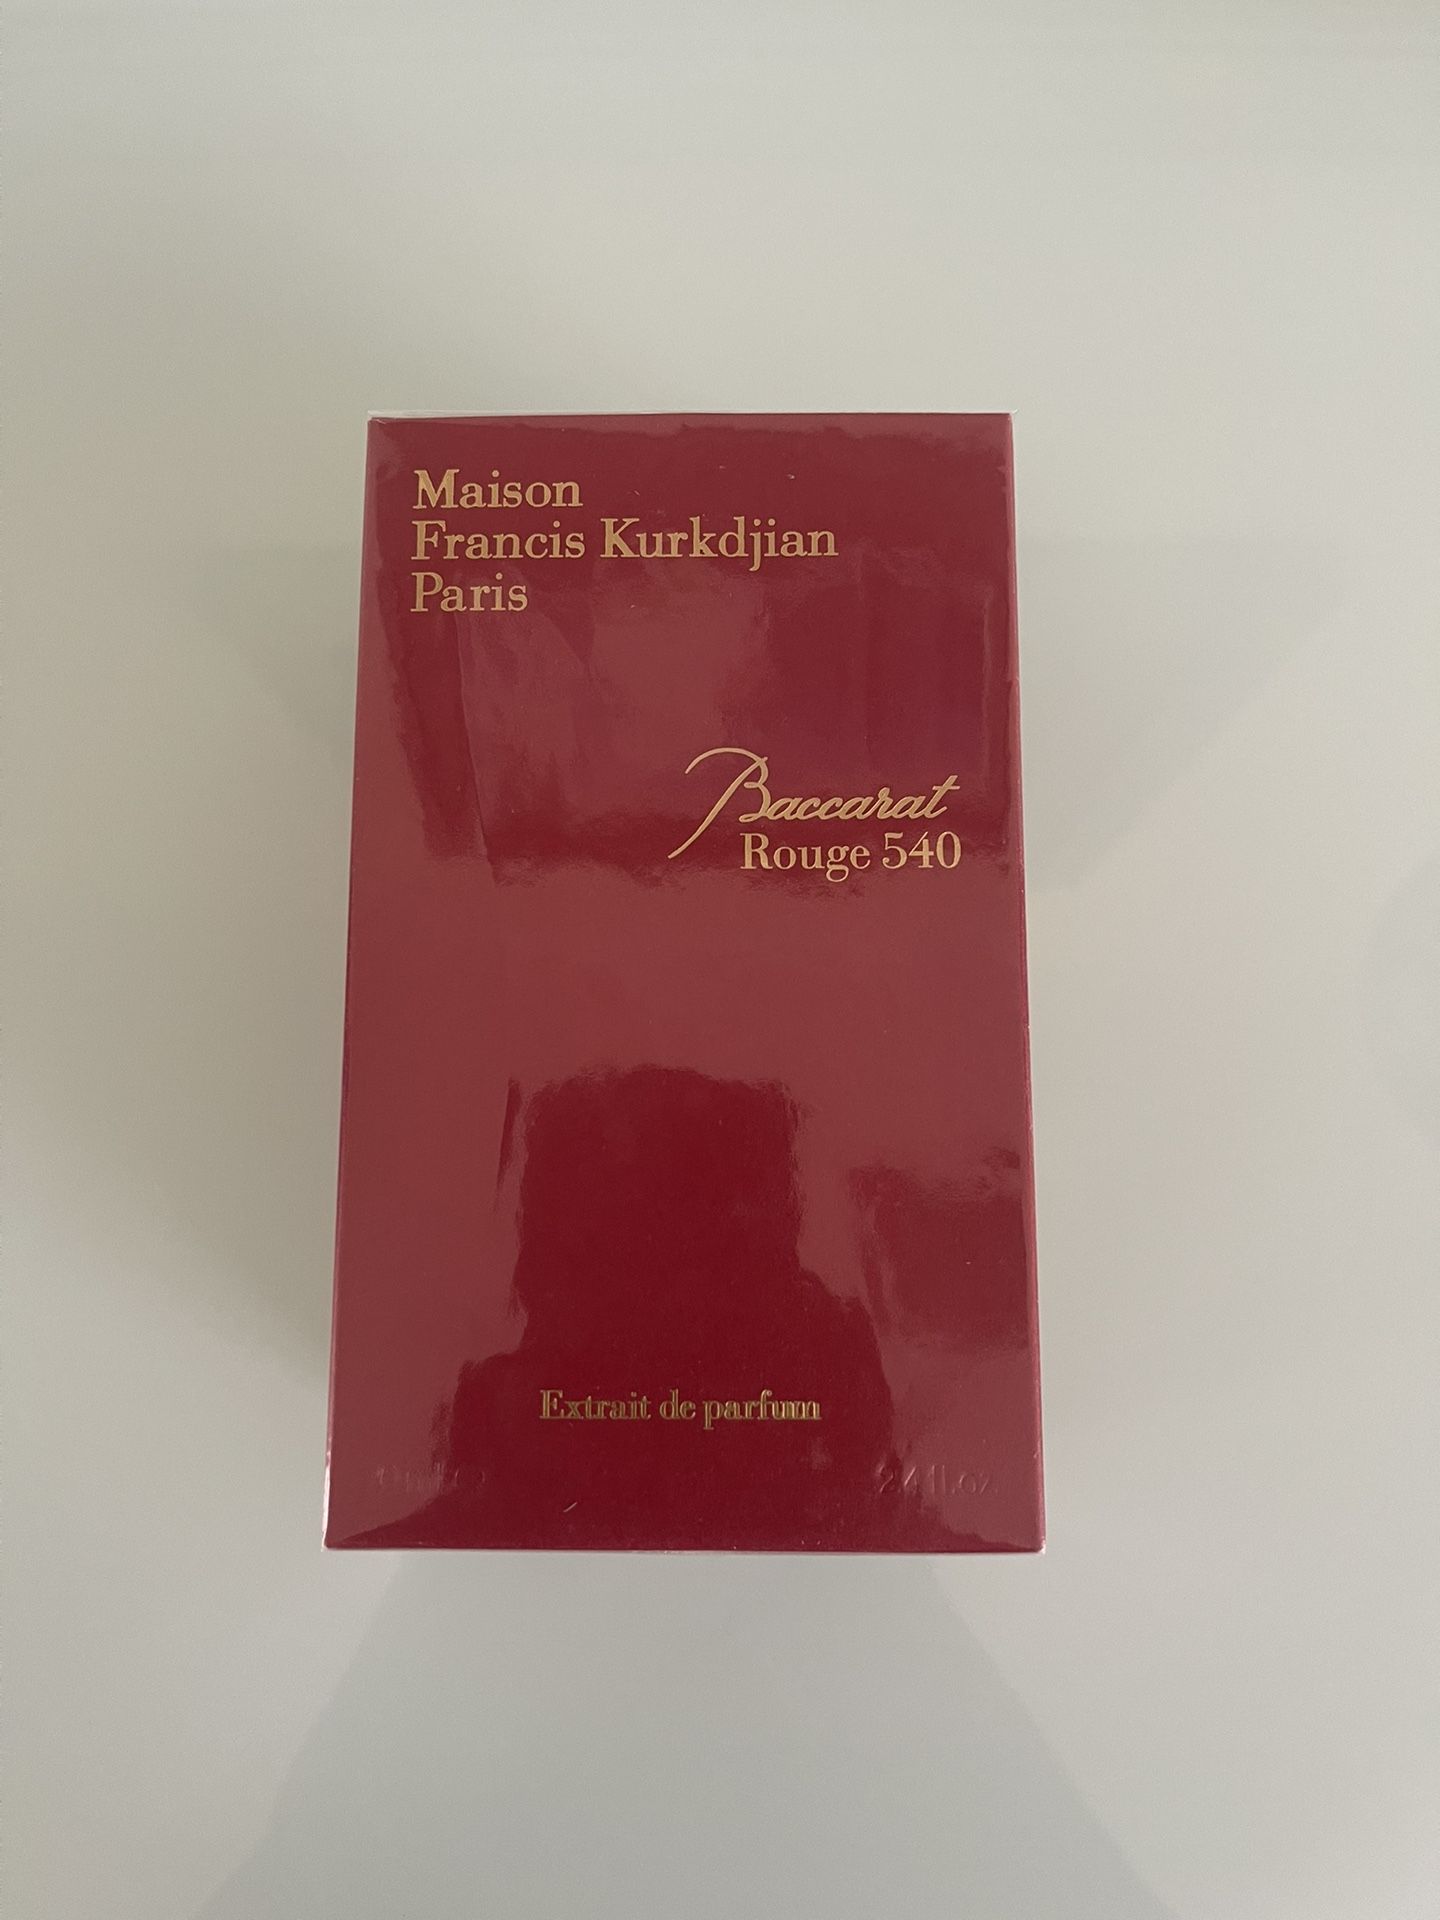 Maison
Francis Kurkdjian
Paris
Baccarat
Rouge 540
Extrait de parfum
2.4 fl.oz.